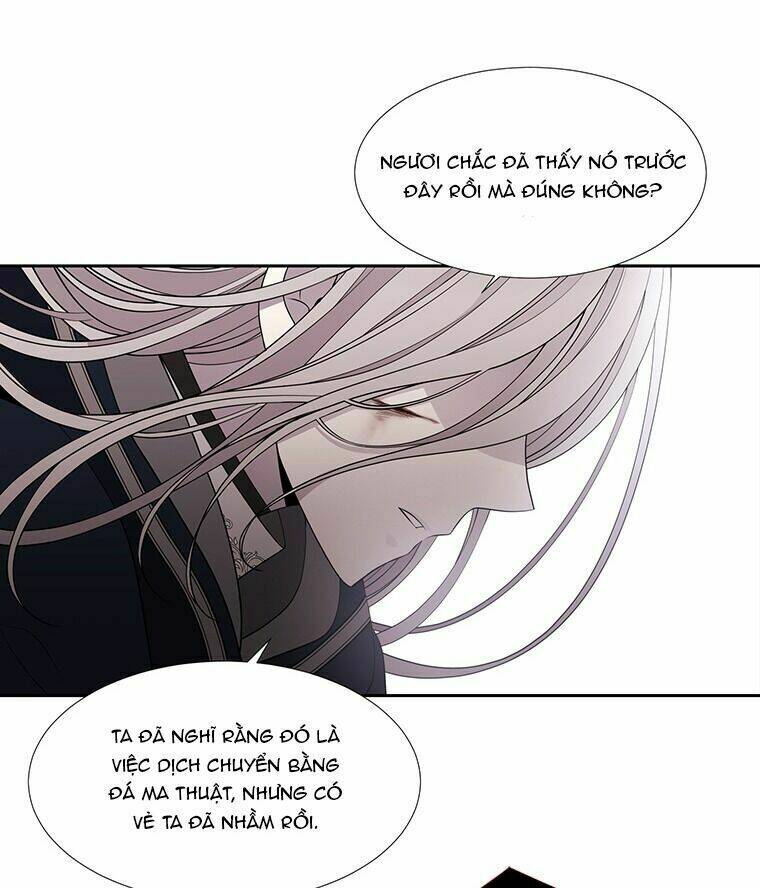 NGƯƠI CHẮC ĐÃ THẤY NÓ TRƯỚC
ĐÂY RỒI MÀ ĐÚNG KHÔNG?
TA ĐÃ NGHĨ RẰNG ĐÓ LÀ
VIỆC DỊCH CHUYỂN BẰNG
ĐÁ MA THUẬT, NHƯNG CÓ
VẺ TA ĐÃ NHẦM RỒI.